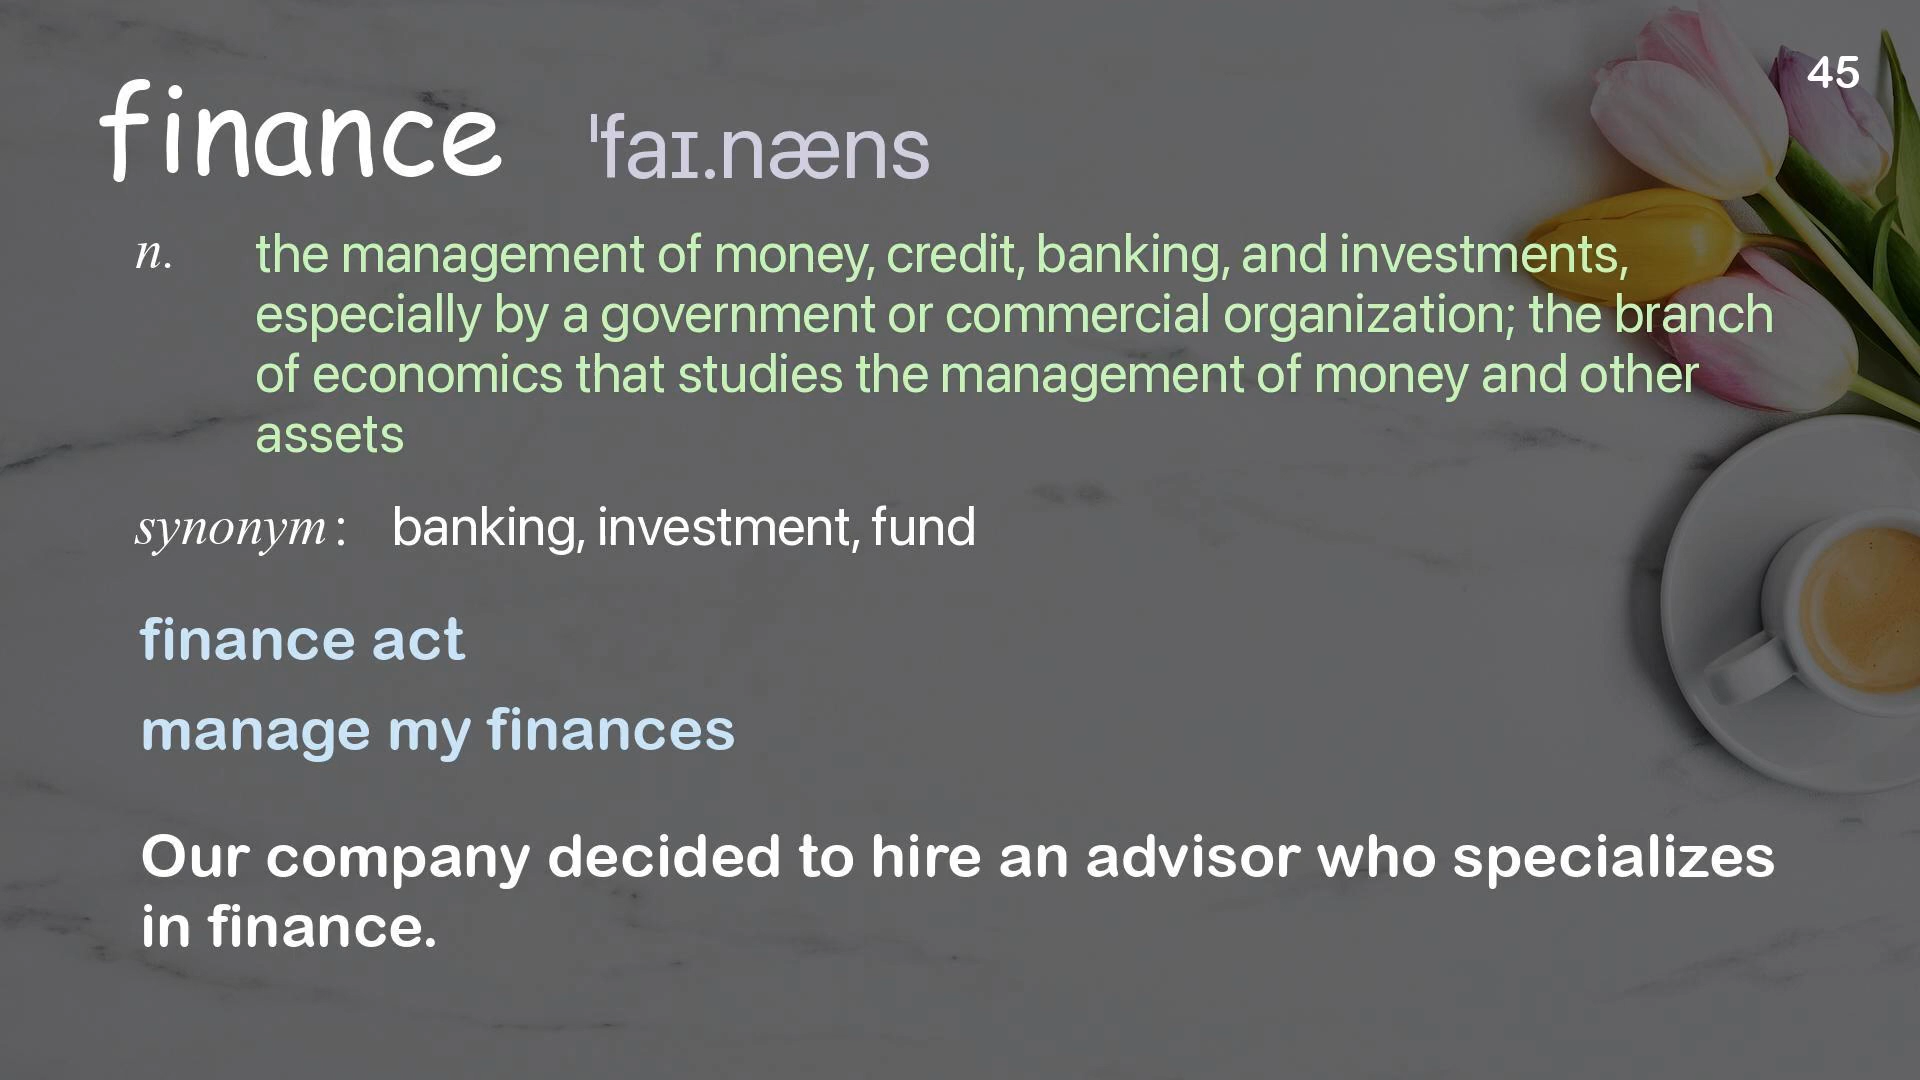 45
finance ˈfaɪ.næns
n. the management of money, credit, banking, and investments,
especially by a government or commercial organization; the branch
of economics that studies the management of money and other
assets
synonym: banking, investment, fund
finance act
manage my finances
Our company decided to hire an advisor who specializes
in finance.